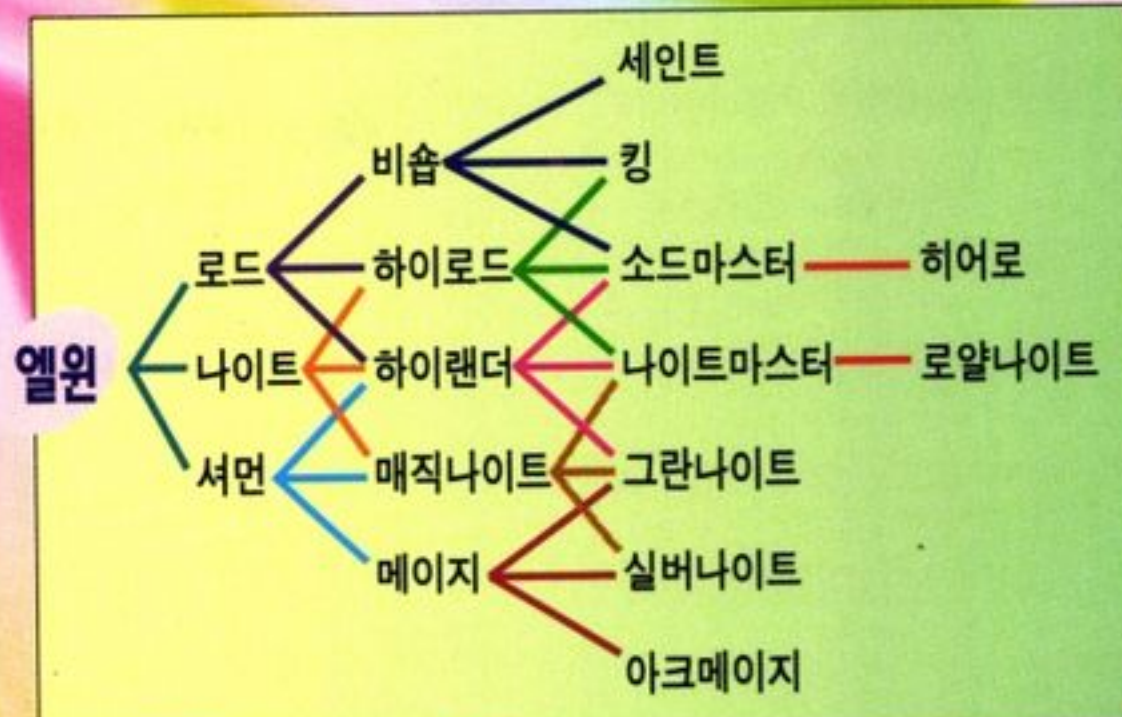 엘윈
로드
나이트
셔먼
비숍
하이로드
하이랜더
매직나이트
메이지
세인트
킹
소드마스터
나이트마스터
그란나이트
실버나이트
아크메이지
히어로
로얄나이트